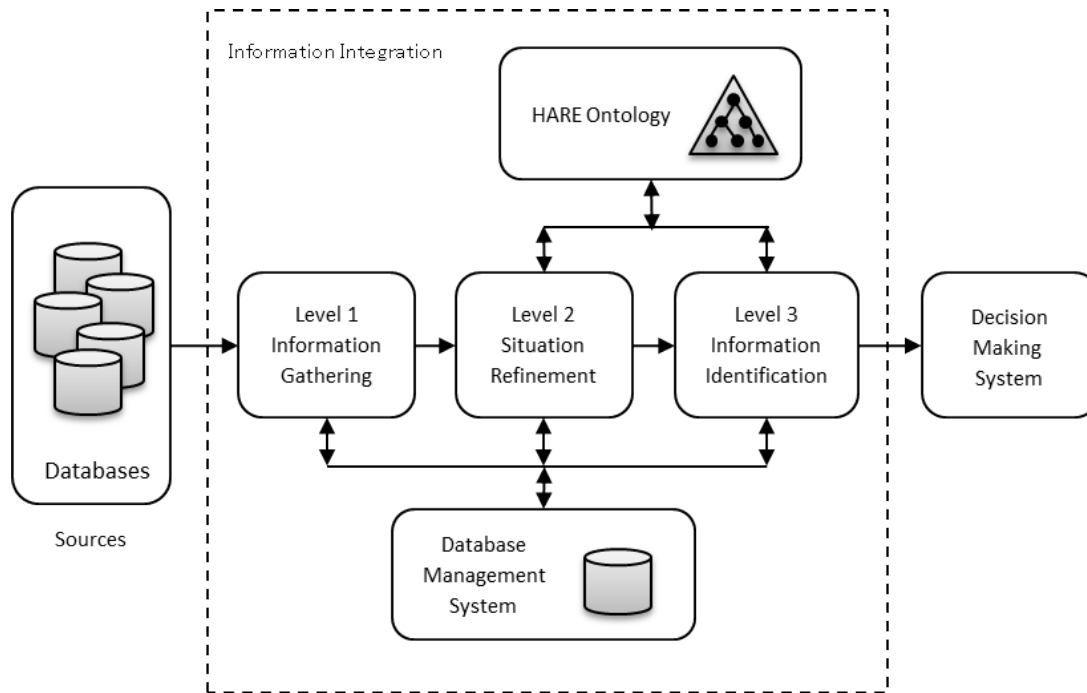 Information Integration
HARE Ontology
Databases
Sources
Level 1
Information
Gathering
Level 2
Situation
Refinement
Level 3
Information
Identification
Decision
Making
System
Database
Management
System